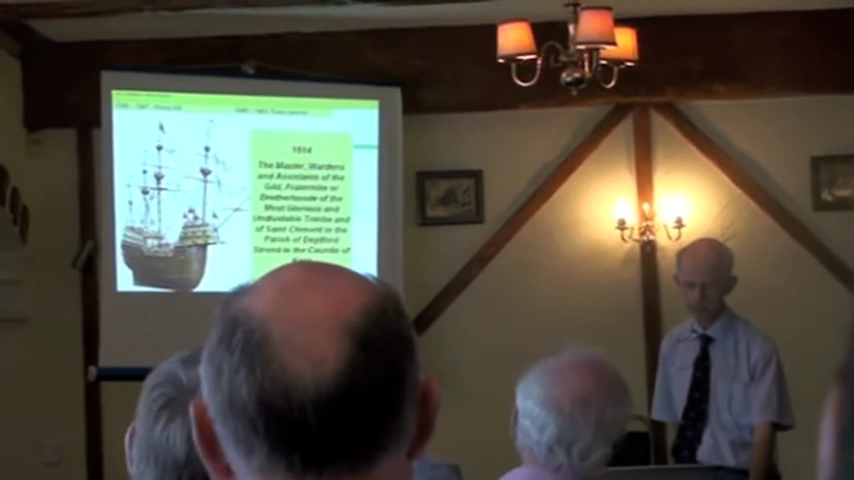 1514
The Master, Wardens
and Assistants of the
Gild, Fraternitie or
Brotherhoode of the
Most Glorious and
Undividable Trinitie and
of Saint Clement in the
Parish of Deptford
Strond in the Countie of
Kent